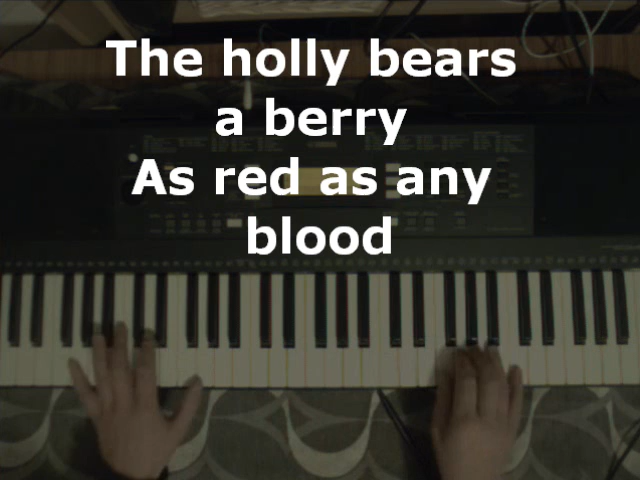 The holly bears
a berry
As red as any
blood